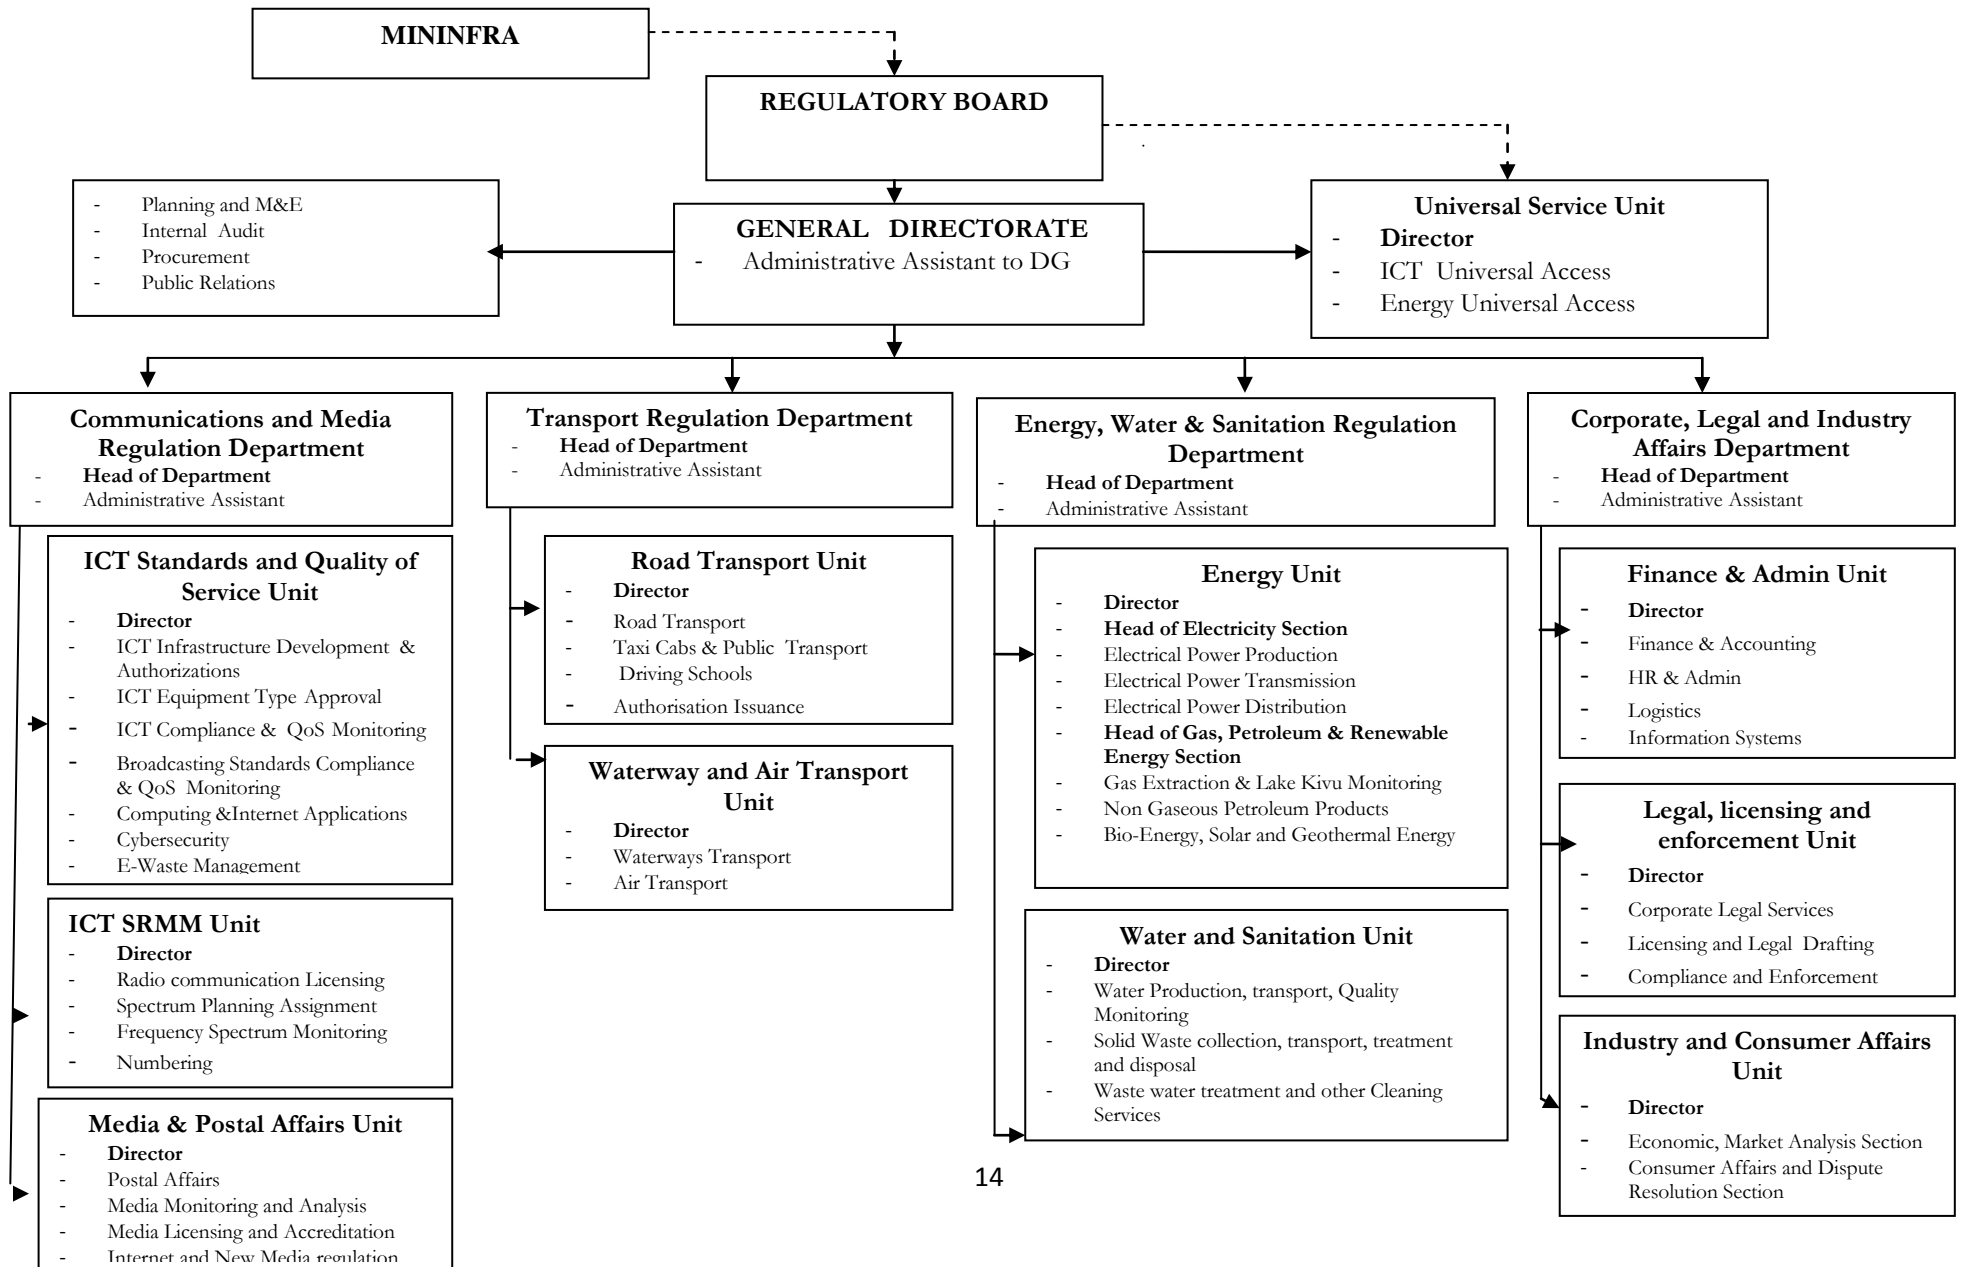 MININFRA
REGULATORY BOARD
- Planning and M&E
- Internal Audit
- Procurement
- Public Relations
GENERAL DIRECTORATE
- Administrative Assistant to DG
Universal Service Unit
- Director
- ICT Universal Access
- Energy Universal Access
Communications and Media
Regulation Department
- Head of Department
- Administrative Assistant
ICT Standards and Quality of
Service Unit
- Director
- ICT Infrastructure Development &
Authorizations
- ICT Equipment Type Approval
- ICT Compliance & QoS Monitoring
- Broadcasting Standards Compliance
& QoS Monitoring
- Computing &Internet Applications
- Cybersecurity
- E-Waste Management
ICT SRMM Unit
- Director
- Radio communication Licensing
- Spectrum Planning Assignment
- Frequency Spectrum Monitoring
- Numbering
Media & Postal Affairs Unit
- Director
- Postal Affairs
- Media Monitoring and Analysis
- Media Licensing and Accreditation
- Internet and New Media regulation
Transport Regulation Department
- Head of Department
- Administrative Assistant
Road Transport Unit
- Director
- Road Transport
- Taxi Cabs & Public Transport
- Driving Schools
- Authorisation Issuance
Waterway and Air Transport
Unit
- Director
- Waterways Transport
- Air Transport
Energy, Water & Sanitation Regulation
Department
- Head of Department
- Administrative Assistant
Energy Unit
- Director
- Head of Electricity Section
- Electrical Power Production
- Electrical Power Transmission
- Electrical Power Distribution
- Head of Gas, Petroleum & Renewable
Energy Section
- Gas Extraction & Lake Kivu Monitoring
- Non Gaseous Petroleum Products
- Bio-Energy, Solar and Geothermal Energy
Water and Sanitation Unit
- Director
- Water Production, transport, Quality
Monitoring
- Solid Waste collection, transport, treatment
and disposal
- Waste water treatment and other Cleaning
Services
Corporate, Legal and Industry
Affairs Department
- Head of Department
- Administrative Assistant
Finance & Admin Unit
- Director
- Finance & Accounting
- HR & Admin
- Logistics
- Information Systems
Legal, licensing and
enforcement Unit
- Director
- Corporate Legal Services
- Licensing and Legal Drafting
- Compliance and Enforcement
Industry and Consumer Affairs
Unit
- Director
- Economic, Market Analysis Section
- Consumer Affairs and Dispute
Resolution Section
14